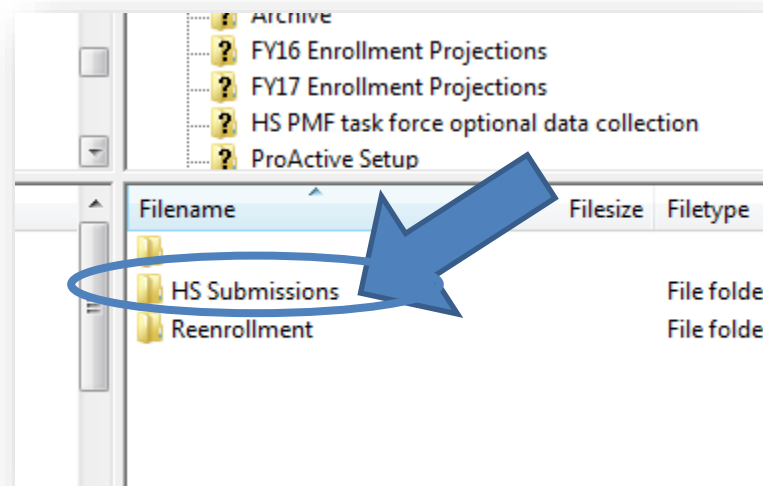 Archive
FY16 Enrollment Projections
FY17 Enrollment Projections
HS PMF task force optional data collection
ProActive Setup
Filename Filesize Filetype
HS Submissions File folde
Reenrollment File folde